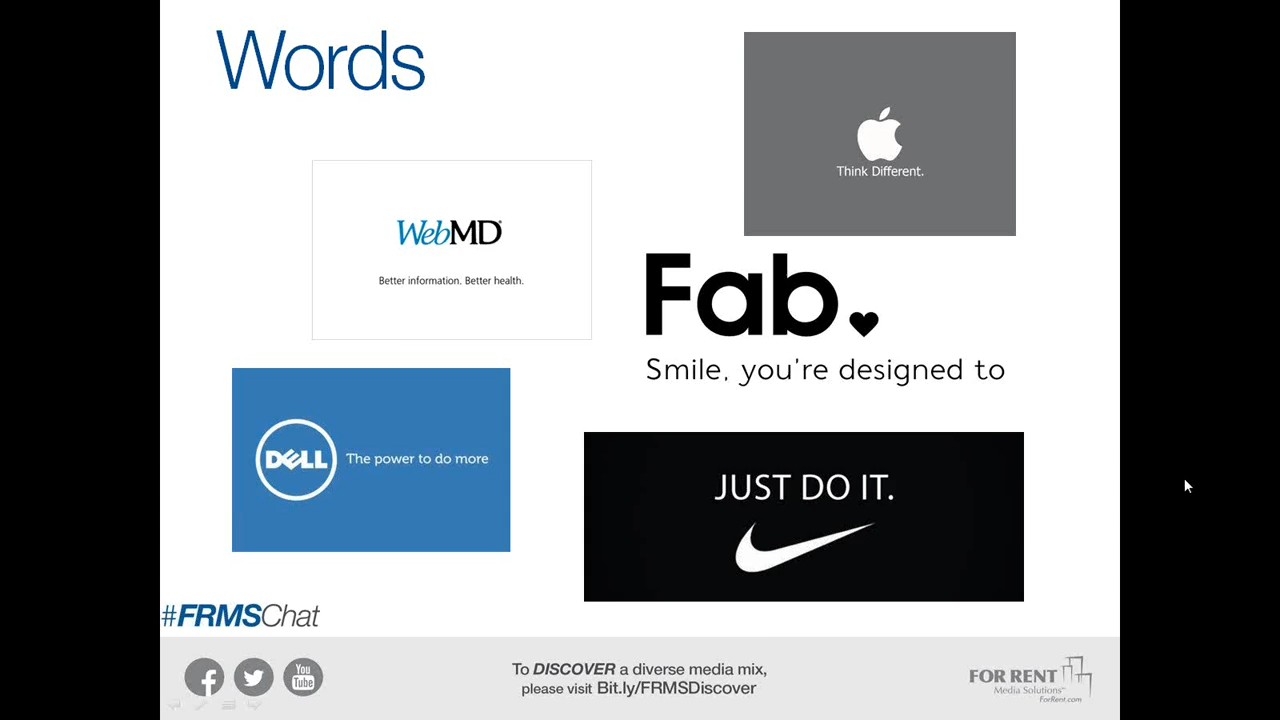 Words
Think Different.
WebMD
Better information. Better health.
Fab.
Smile, you're designed to
DELL
The power to do more
JUST DO IT.
#FRMSChat
You
Tube
To DISCOVER a diverse media mix,
please visit Bit.ly/FRMSDiscover
FOR RENT
Media Solutions™
ForRent.com